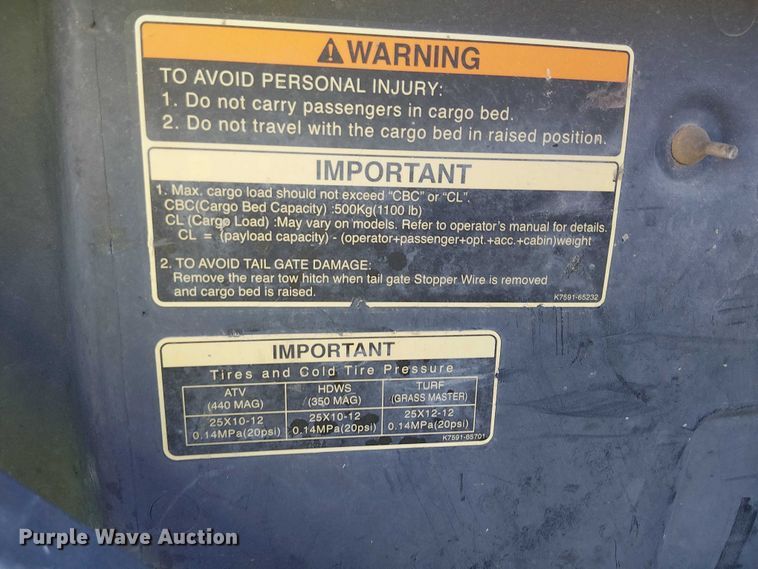 WARNING
TO AVOID PERSONAL INJURY:
1. Do not carry passengers in cargo bed.
2. Do not travel with the cargo bed in raised position.
IMPORTANT
1. Max. cargo load should not exceed "CBC" or "CL".
CBC(Cargo Bed Capacity) :500Kg(1100 lb)
CL (Cargo Load) :May vary on models. Refer to operator's manual for details.
CL = (payload capacity) - (operator+passenger+opt.+acc.+cabin)weight
2. TO AVOID TAIL GATE DAMAGE:
Remove the rear tow hitch when tail gate Stopper Wire is removed
and cargo bed is raised.
K7591-65232
IMPORTANT
Tires and Cold Tire Pressure
ATV HDWS TURF
(440 MAG) (350 MAG) (GRASS MASTER)
25X10-12 25X10-12 25X12-12
0.14MPa(20psi) 0.14MPa(20psi) 0.14MPa(20psi)
K7591-65701
Purple Wave Auction